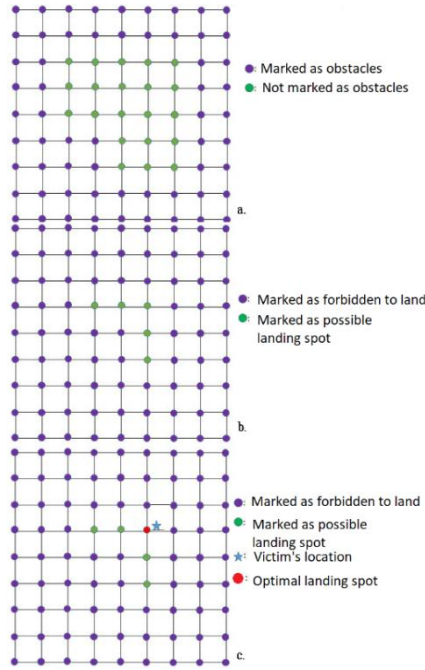 : Marked as obstacles
: Not marked as obstacles
a.
: Marked as forbidden to land
: Marked as possible
landing spot
b.
: Marked as forbidden to land
: Marked as possible
landing spot
: Victim's location
: Optimal landing spot
c.